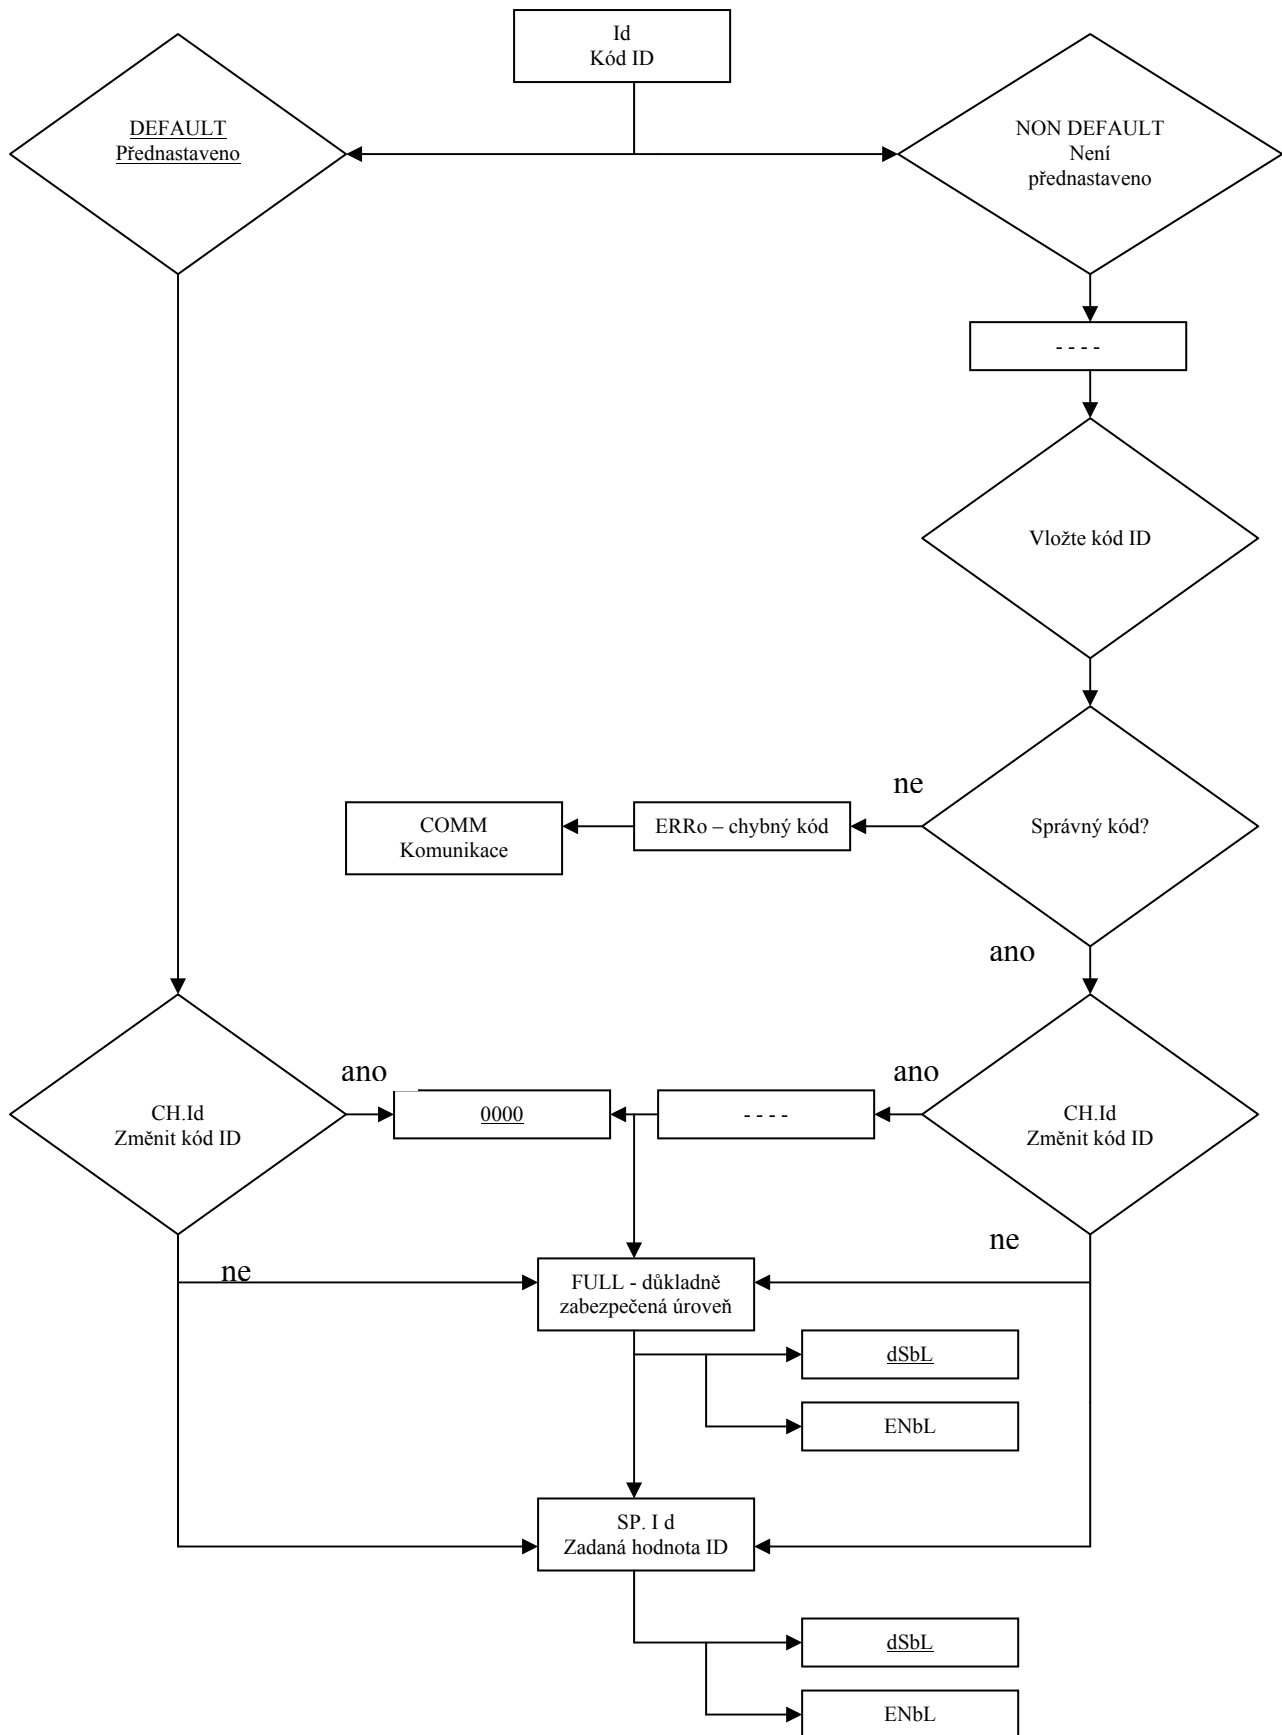 Id
Kód ID
DEFAULT
Přednastaveno
NON DEFAULT
Není
přednastaveno
- - - -
Vložte kód ID
ne
COMM
Komunikace
ERRo – chybný kód
Správný kód?
ano
ano
ano
CH.Id
Změnit kód ID
0000
- - - -
CH.Id
Změnit kód ID
ne
ne
FULL - důkladně
zabezpečená úroveň
dSbL
ENbL
SP. I d
Zadaná hodnota ID
dSbL
ENbL